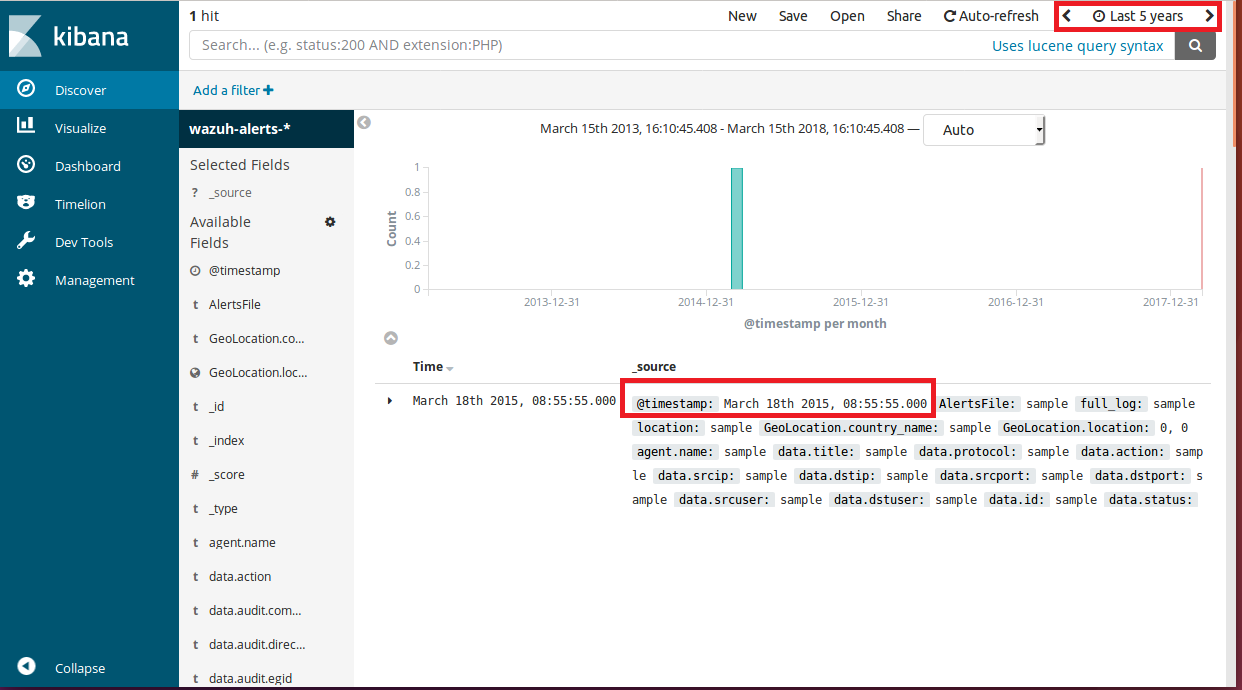 kibana
Discover
Visualize
Dashboard
Timelion
Dev Tools
Management
Collapse
1 hit
New Save Open Share Auto-refresh Last 5 years
Search... (e.g. status:200 AND extension:PHP) Uses lucene query syntax
Add a filter
wazuh-alerts-*
Selected Fields
? _source
Available
Fields
@timestamp
t AlertsFile
t GeoLocation.co...
GeoLocation.loc...
t _id
t _index
# _score
t _type
t agent.name
t data.action
t data.audit.com...
t data.audit.direc...
t data.audit.egid
March 15th 2013, 16:10:45.408 - March 15th 2018, 16:10:45.408 — Auto
Count
1
0.8
0.6
0.4
0.2
0
2013-12-31 2014-12-31 2015-12-31 2016-12-31 2017-12-31
@timestamp per month
Time _source
March 18th 2015, 08:55:55.000 @timestamp: March 18th 2015, 08:55:55.000 AlertsFile: sample full_log: sample
location: sample GeoLocation.country_name: sample GeoLocation.location: 0, 0
agent.name: sample data.title: sample data.protocol: sample data.action: samp
le data.srcip: sample data.dstip: sample data.srcport: sample data.dstport: s
ample data.srcuser: sample data.dstuser: sample data.id: sample data.status: